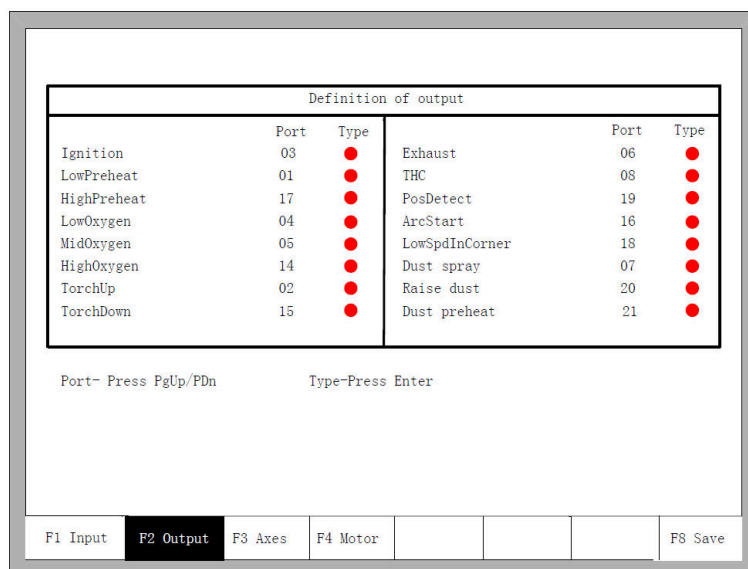 Definition of output
Port Type Port Type
Ignition 03 Exhaust 06
LowPreheat 01 THC 08
HighPreheat 17 PosDetect 19
LowOxygen 04 ArcStart 16
MidOxygen 05 LowSpdInCorner 18
HighOxygen 14 Dust spray 07
TorchUp 02 Raise dust 20
TorchDown 15 Dust preheat 21
Port- Press PgUp/PDn Type-Press Enter
F1 Input F2 Output F3 Axes F4 Motor F8 Save